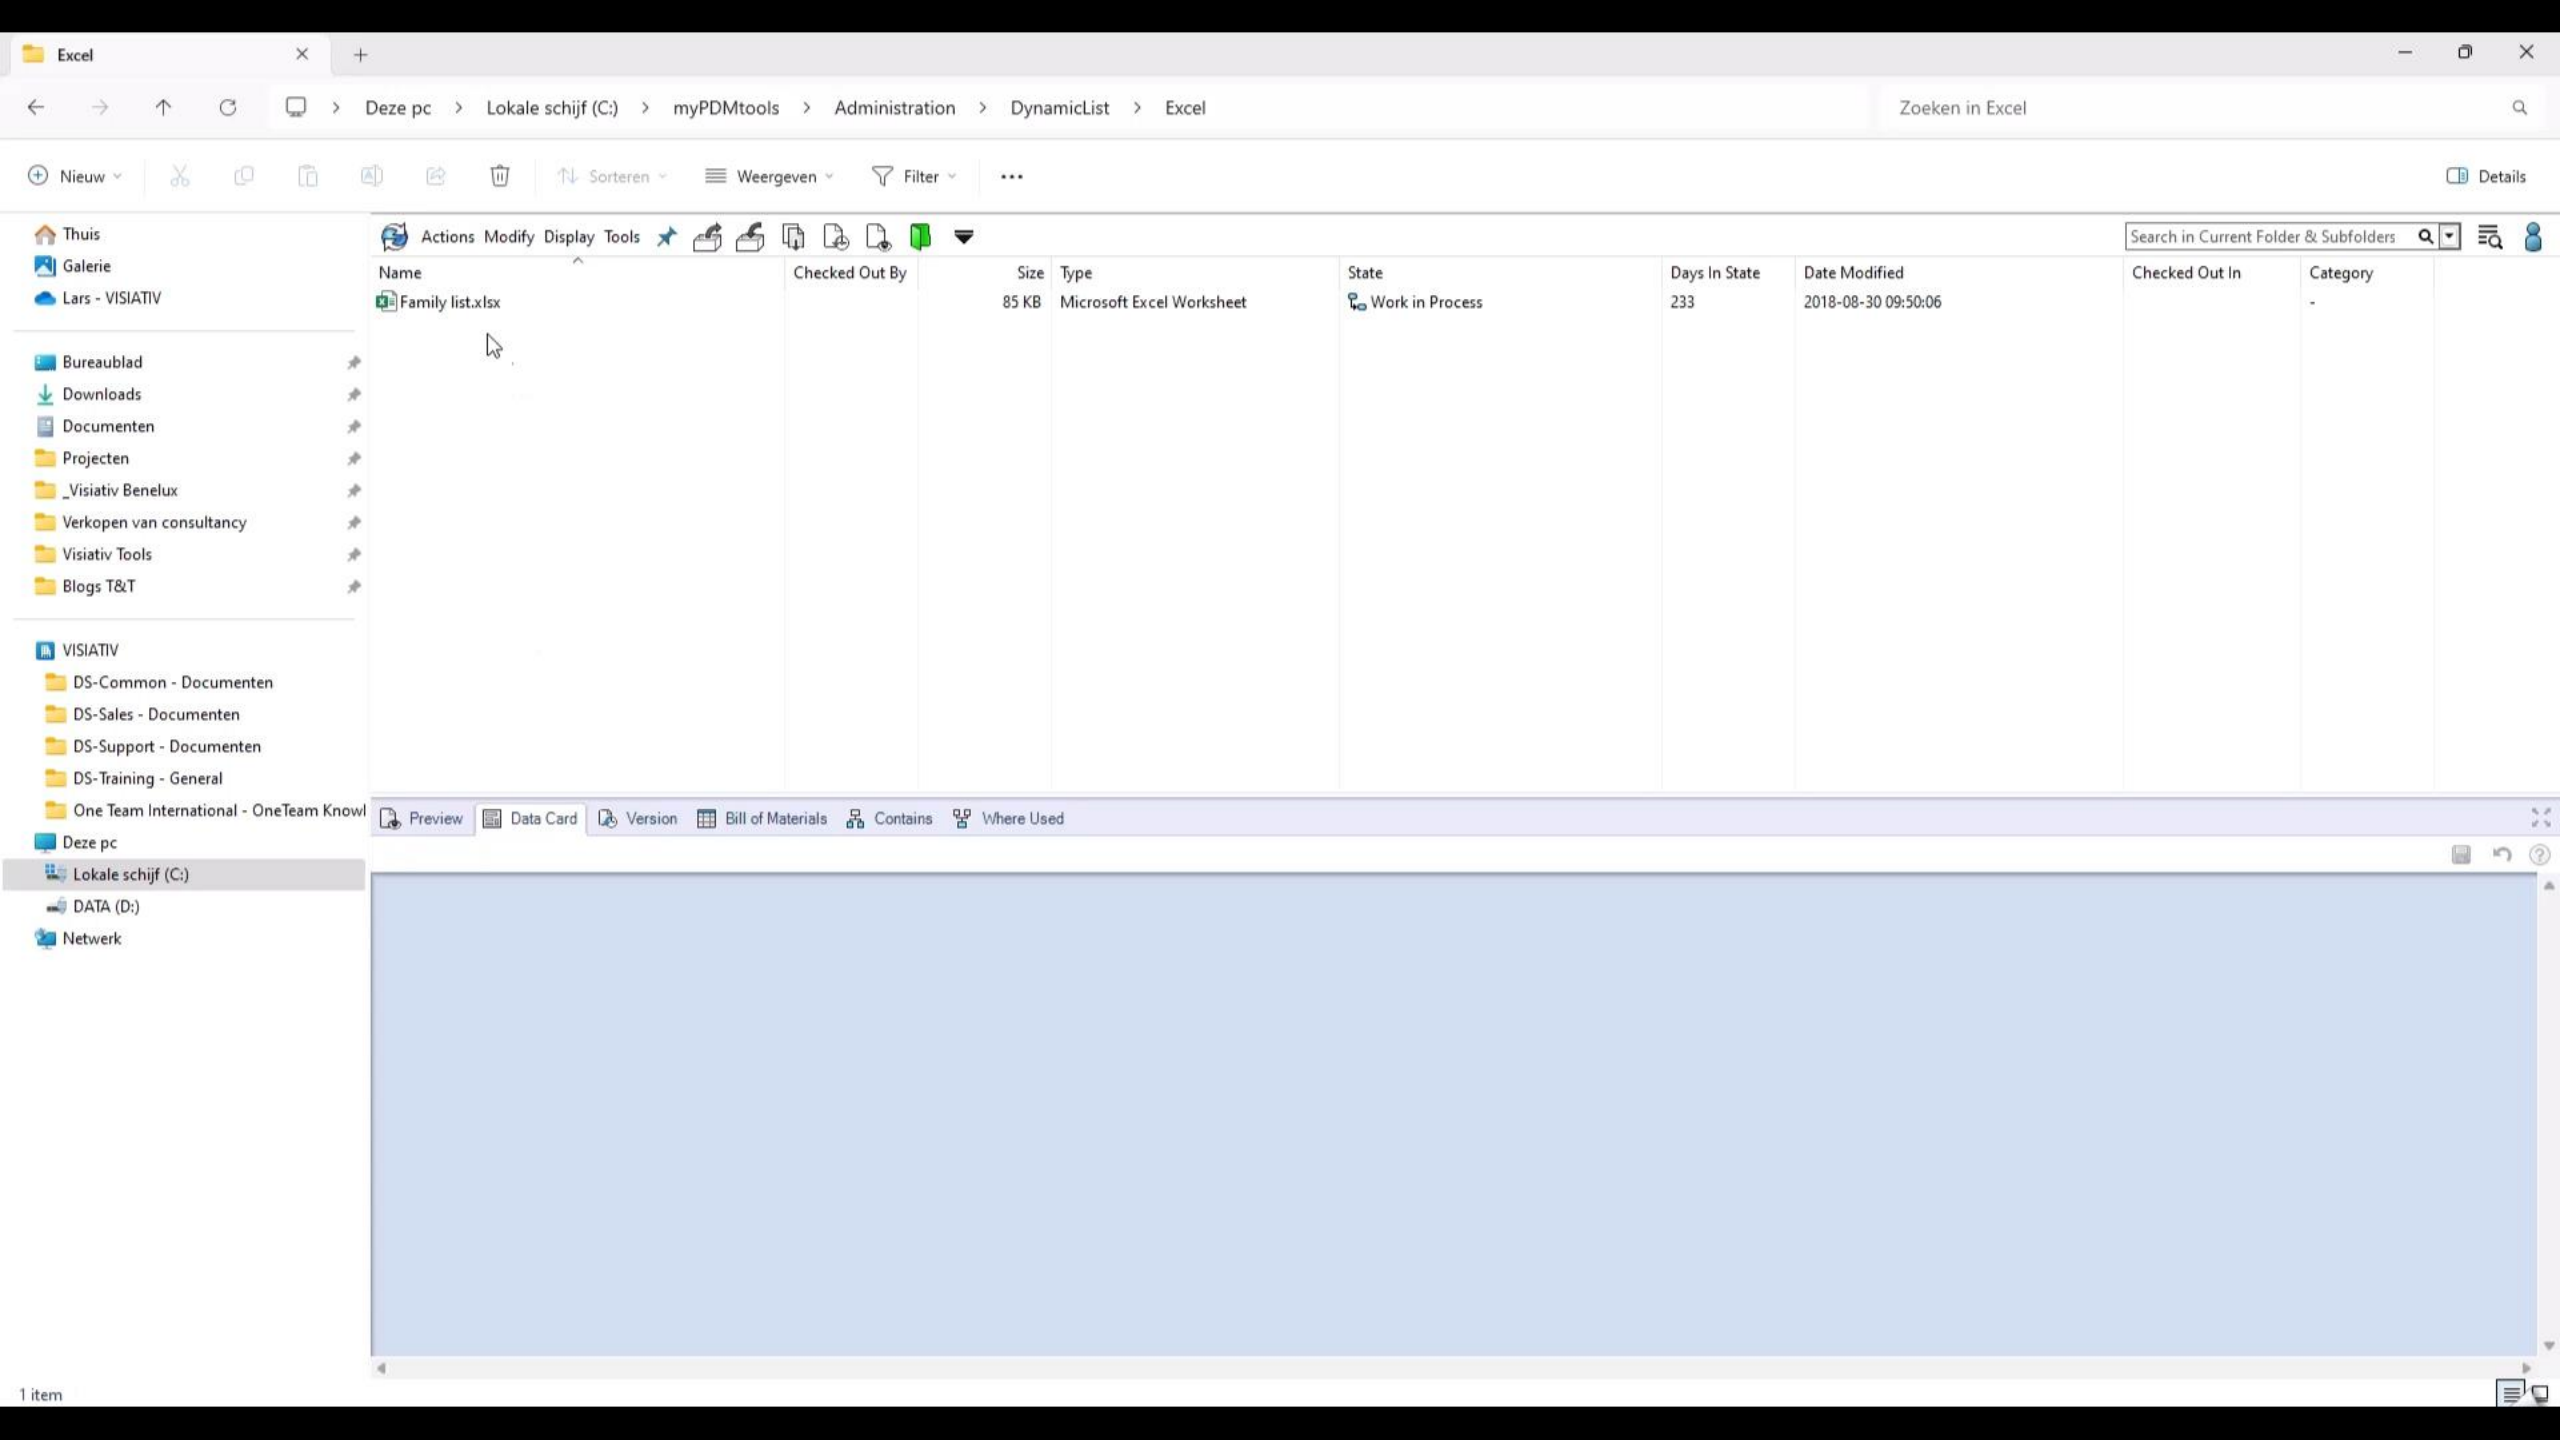 Excel
Deze pc > Lokale schijf (C:) > myPDMtools > Administration > DynamicList > Excel
Zoeken in Excel
Nieuw
Sorteren
Weergeven
Filter
Details
Thuis
Galerie
Lars - VISIATIV
Bureaublad
Downloads
Documenten
Projecten
_Visiativ Benelux
Verkopen van consultancy
Visiativ Tools
Blogs T&T
VISIATIV
DS-Common - Documenten
DS-Sales - Documenten
DS-Support - Documenten
DS-Training - General
One Team International - OneTeam Knowl
Deze pc
Lokale schijf (C:)
DATA (D:)
Netwerk
Actions Modify Display Tools
Search in Current Folder & Subfolders
Name Checked Out By Size Type State Days In State Date Modified Checked Out In Category
Family list.xlsx 85 KB Microsoft Excel Worksheet Work in Process 233 2018-08-30 09:50:06 -
Preview Data Card Version Bill of Materials Contains Where Used
1 item